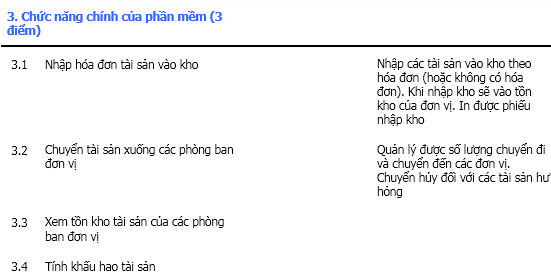 3. Chức năng chính của phần mềm (3
điểm)
3.1 Nhập hóa đơn tài sản vào kho
Nhập các tài sản vào kho theo
hóa đơn (hoặc không có hóa
đơn). Khi nhập kho sẽ vào tồn
kho của đơn vị. In được phiếu
nhập kho
3.2 Chuyển tài sản xuống các phòng ban
đơn vị
Quản lý được số lượng chuyển đi
và chuyển đến các đơn vị.
Chuyển hủy đối với các tài sản hư
hỏng
3.3 Xem tồn kho tài sản của các phòng
ban đơn vị
3.4 Tính khấu hao tài sản